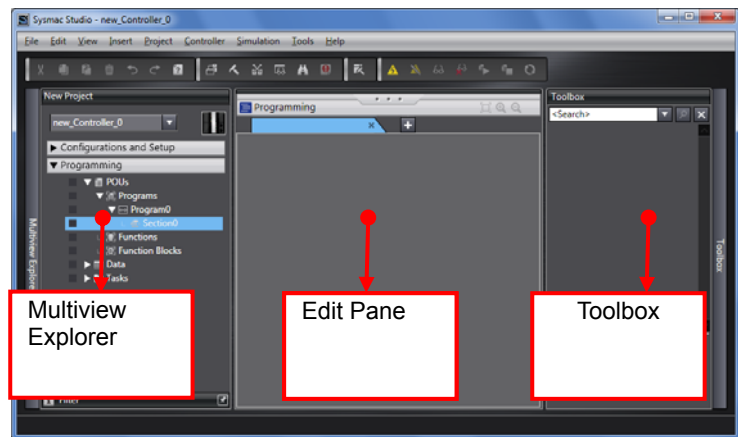 Sysmac Studio - new_Controller_0
File Edit View Insert Project Controller Simulation Tools Help
New Project
new_Controller_0
Configurations and Setup
Programming
POUs
Programs
Program0
Section0
Functions
Function Blocks
Data
Tasks
Filter
Multiview Explorer
Programming
Toolbox
<Search>
Toolbox
Multiview
Explorer
Edit Pane
Toolbox